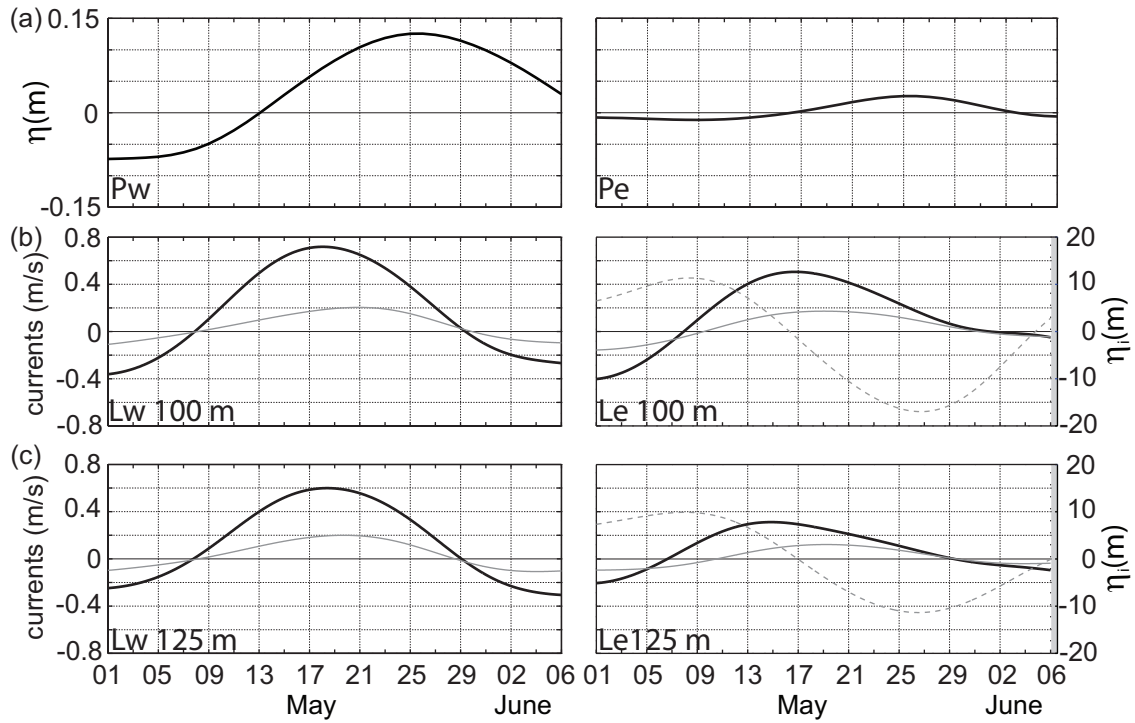 (a)
0.15
0
-0.15
η(m)
Pw
Pe
(b)
0.8
0.4
0
-0.4
-0.8
currents (m/s)
Lw 100 m
Le 100 m
20
10
0
-10
-20
ηi(m)
(c)
0.8
0.4
0
-0.4
-0.8
currents (m/s)
Lw 125 m
Le125 m
20
10
0
-10
-20
ηi(m)
01 05 09 13 17 21 25 29 02 06
May June
01 05 09 13 17 21 25 29 02 06
May June